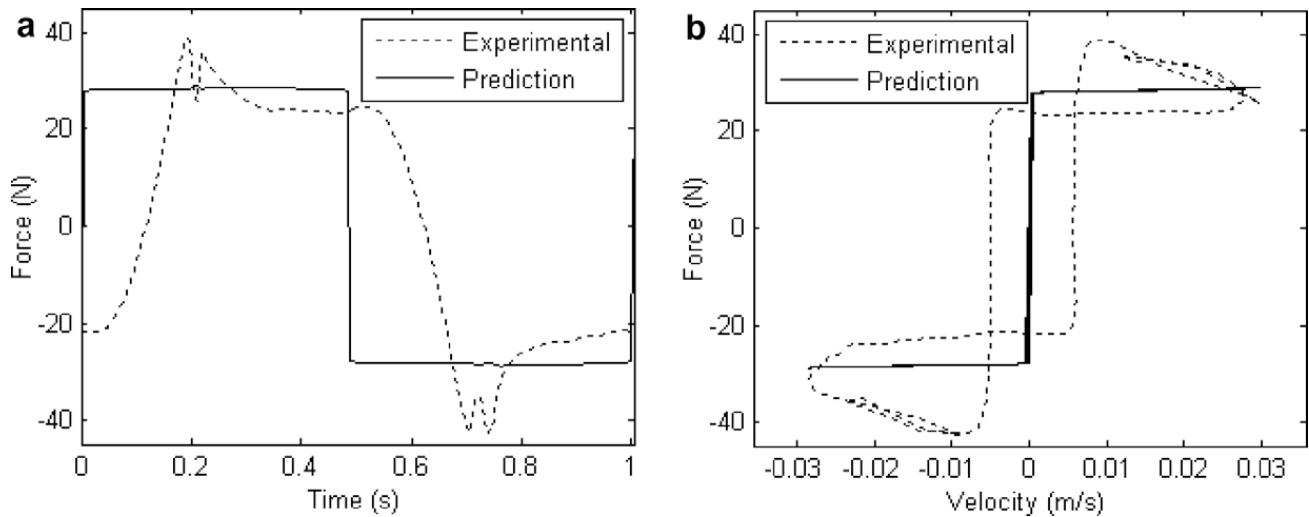 a
Experimental
Prediction
40
20
0
-20
-40
Force (N)
0
0.2
0.4
0.6
0.8
1
Time (s)
b
Experimental
Prediction
40
20
0
-20
-40
Force (N)
-0.03
-0.02
-0.01
0
0.01
0.02
0.03
Velocity (m/s)